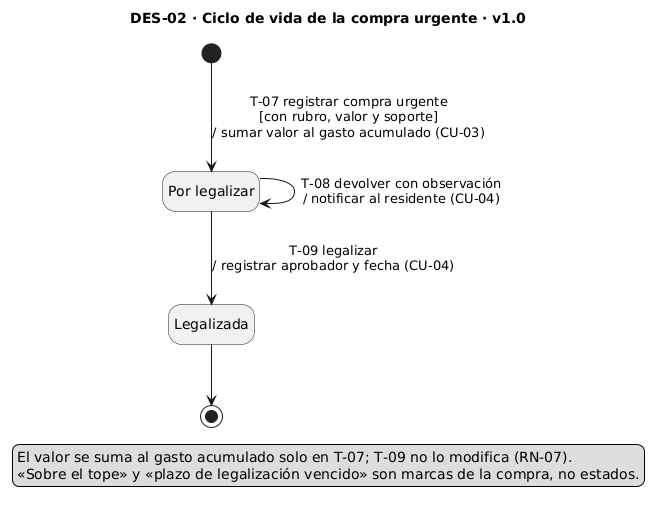 DES-02 · Ciclo de vida de la compra urgente · v1.0
T-07 registrar compra urgente
[con rubro, valor y soporte]
/ sumar valor al gasto acumulado (CU-03)
Por legalizar
T-08 devolver con observación
/ notificar al residente (CU-04)
T-09 legalizar
/ registrar aprobador y fecha (CU-04)
Legalizada
El valor se suma al gasto acumulado solo en T-07; T-09 no lo modifica (RN-07).
«Sobre el tope» y «plazo de legalización vencido» son marcas de la compra, no estados.